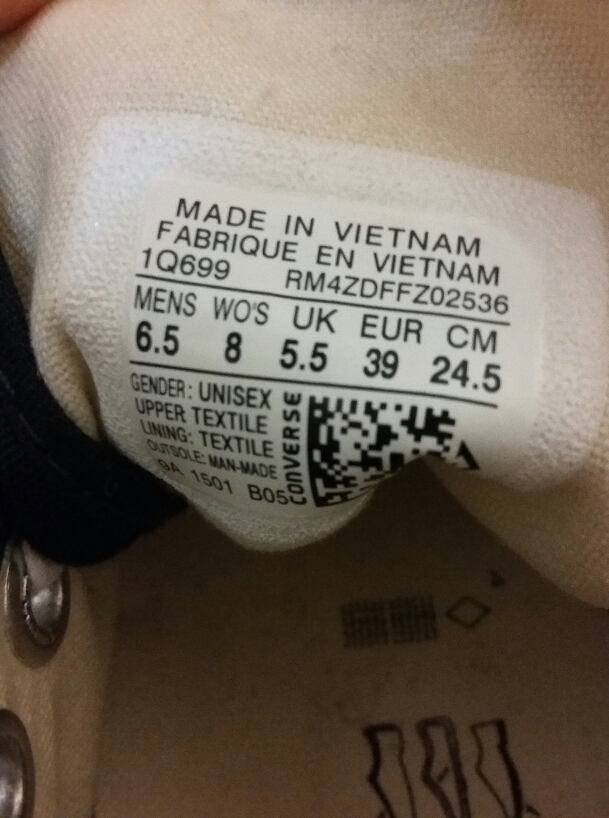 MADE IN VIETNAM
FABRIQUE EN VIETNAM
1Q699 RM4ZDFFZ02536
MENS WO'S UK EUR CM
6.5 8 5.5 39 24.5
GENDER: UNISEX
UPPER TEXTILE
LINING: TEXTILE
OUTSOLE: MAN-MADE
9A 1501 B05
CONVERSE